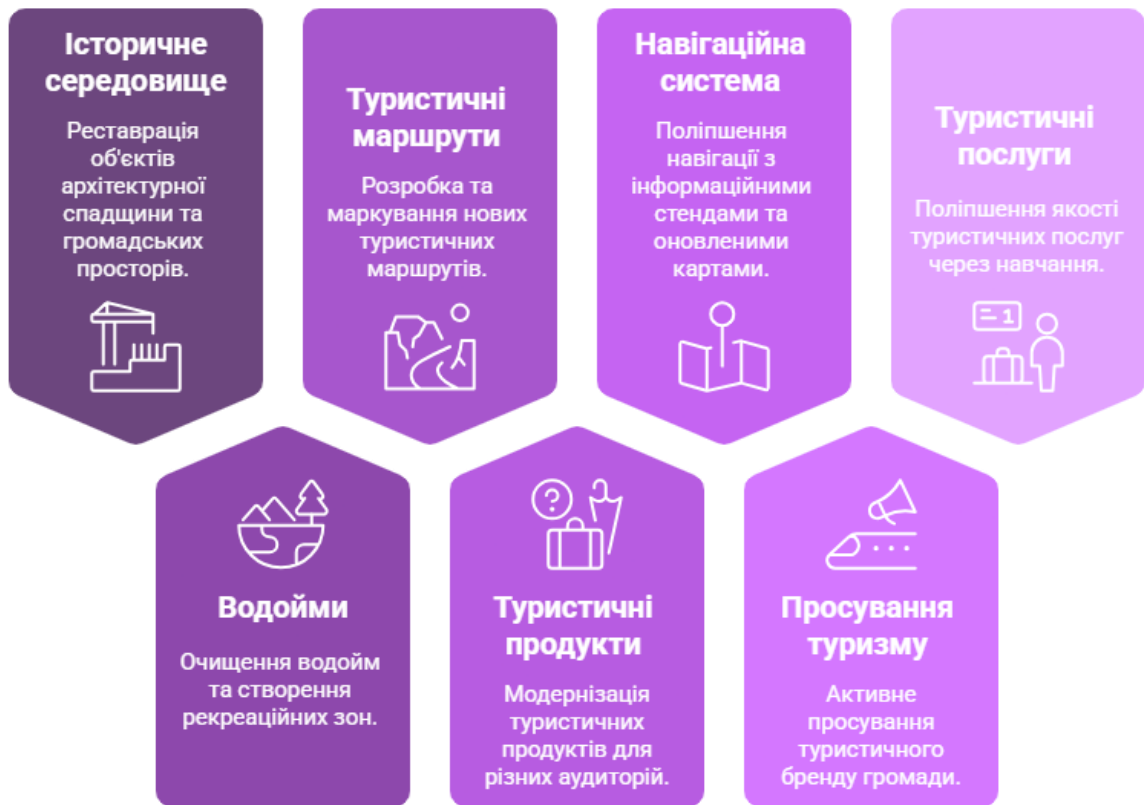 Історичне
середовище
Реставрація
об'єктів
архітектурної
спадщини та
громадських
просторів.
Туристичні
маршрути
Розробка та
маркування нових
туристичних
маршрутів.
Навігаційна
система
Поліпшення
навігації з
інформаційними
стендами та
оновленими
картами.
Туристичні
послуги
Поліпшення якості
туристичних послуг
через навчання.
1
Водойми
Очищення водойм
та створення
рекреаційних зон.
?
Туристичні
продукти
Модернізація
туристичних
продуктів для
різних аудиторій.
Просування
туризму
Активне
просування
туристичного
бренду громади.